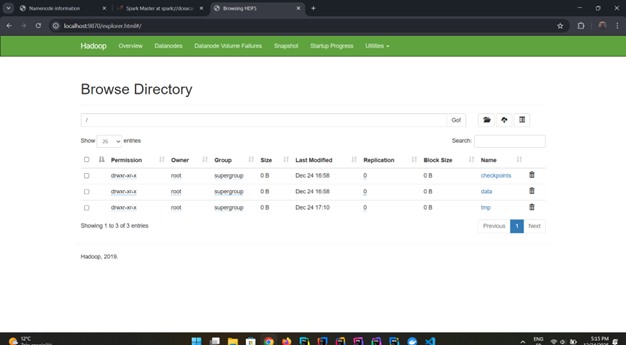 Namenode information
Spark Master at spark://
Browsing HDFS
localhost:9870/explorer.html#/
Hadoop Overview Datanodes Datanode Volume Failures Snapshot Startup Progress Utilities
Browse Directory
/ Go!
Show 25 entries Search:
Permission Owner Group Size Last Modified Replication Block Size Name
drwxr-xr-x root supergroup 0 B Dec 24 16:58 0 0 B checkpoints
drwxr-xr-x root supergroup 0 B Dec 24 16:58 0 0 B data
drwxr-xr-x root supergroup 0 B Dec 24 17:10 0 0 B tmp
Showing 1 to 3 of 3 entries Previous 1 Next
Hadoop, 2019.
12°C ENG 5:15 PM